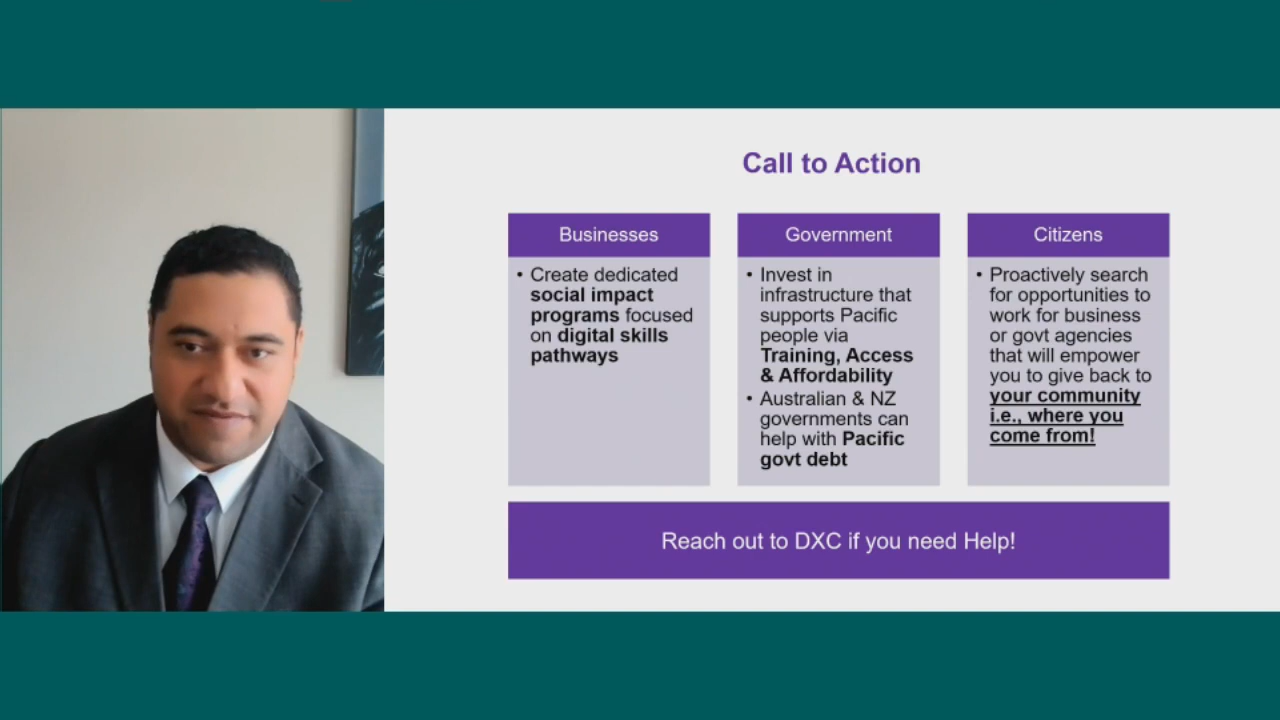 Call to Action
Businesses
• Create dedicated
social impact
programs focused
on digital skills
pathways
Government
• Invest in
infrastructure that
supports Pacific
people via
Training, Access
& Affordability
• Australian & NZ
governments can
help with Pacific
govt debt
Citizens
• Proactively search
for opportunities to
work for business
or govt agencies
that will empower
you to give back to
your community
i.e., where you
come from!
Reach out to DXC if you need Help!